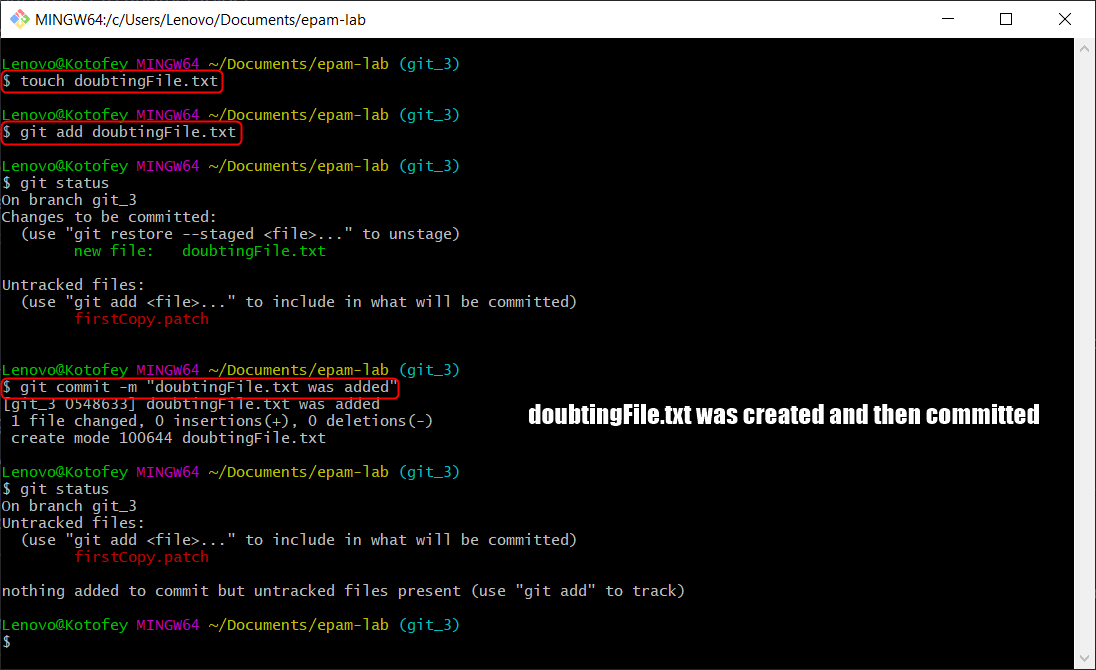 MINGW64:/c/Users/Lenovo/Documents/epam-lab
Lenovo@Kotofey MINGW64 ~/Documents/epam-lab (git_3)
$ touch doubtingFile.txt
Lenovo@Kotofey MINGW64 ~/Documents/epam-lab (git_3)
$ git add doubtingFile.txt
Lenovo@Kotofey MINGW64 ~/Documents/epam-lab (git_3)
$ git status
On branch git_3
Changes to be committed:
  (use "git restore --staged <file>..." to unstage)
        new file:   doubtingFile.txt
Untracked files:
  (use "git add <file>..." to include in what will be committed)
        firstCopy.patch
Lenovo@Kotofey MINGW64 ~/Documents/epam-lab (git_3)
$ git commit -m "doubtingFile.txt was added"
[git_3 0548633] doubtingFile.txt was added
 1 file changed, 0 insertions(+), 0 deletions(-)
 create mode 100644 doubtingFile.txt
doubtingFile.txt was created and then committed
Lenovo@Kotofey MINGW64 ~/Documents/epam-lab (git_3)
$ git status
On branch git_3
Untracked files:
  (use "git add <file>..." to include in what will be committed)
        firstCopy.patch
nothing added to commit but untracked files present (use "git add" to track)
Lenovo@Kotofey MINGW64 ~/Documents/epam-lab (git_3)
$